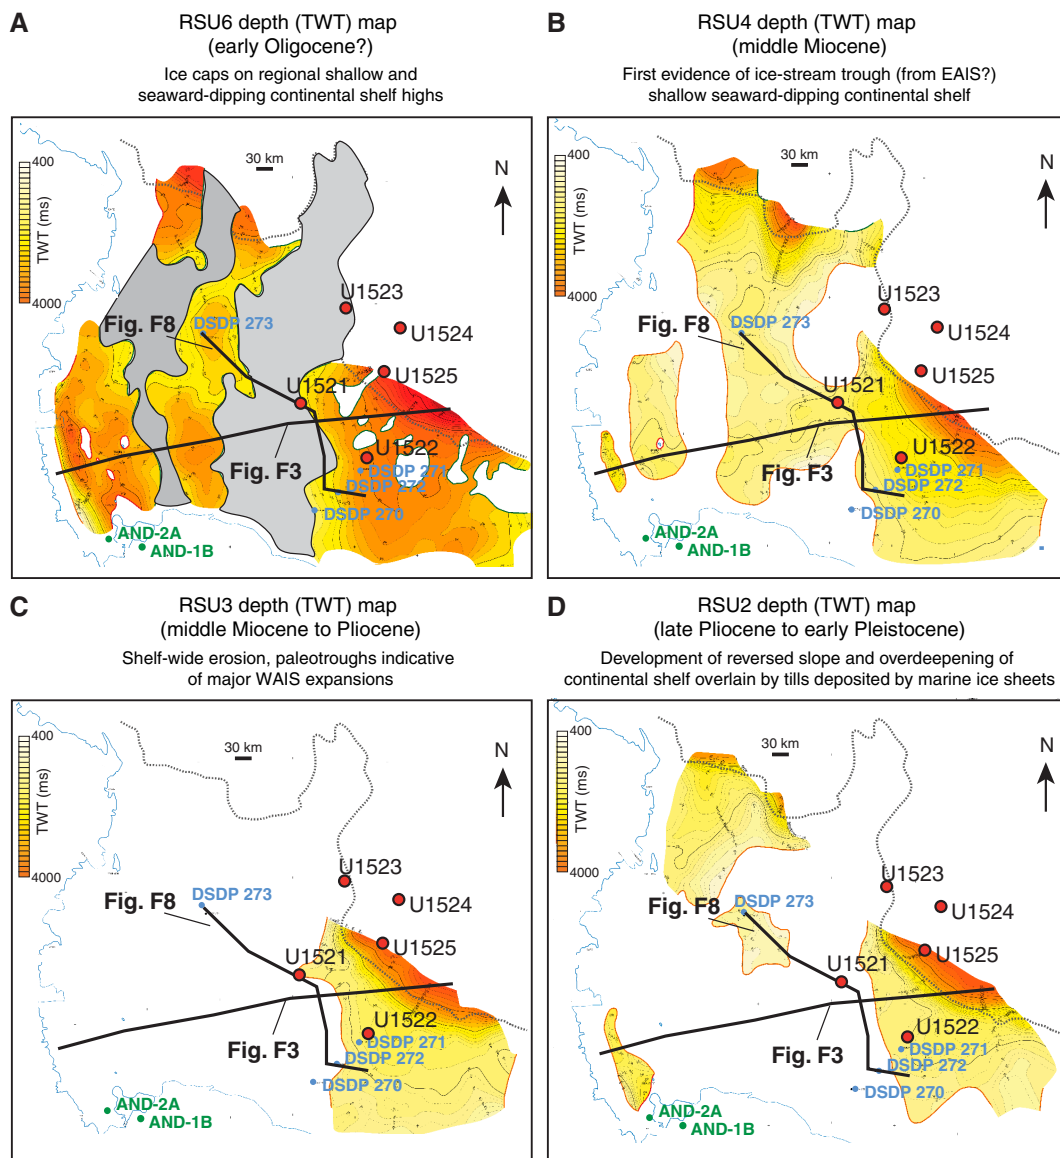 A
RSU6 depth (TWT) map
(early Oligocene?)
Ice caps on regional shallow and
seaward-dipping continental shelf highs
400
TWT (ms)
4000
30 km
N
U1523
U1524
Fig. F8
DSDP 273
U1525
U1521
U1522
Fig. F3
DSDP 271
DSDP 272
DSDP 270
AND-2A
AND-1B
B
RSU4 depth (TWT) map
(middle Miocene)
First evidence of ice-stream trough (from EAIS?)
shallow seaward-dipping continental shelf
400
TWT (ms)
4000
30 km
N
U1523
U1524
Fig. F8
DSDP 273
U1525
U1521
U1522
Fig. F3
DSDP 271
DSDP 272
DSDP 270
AND-2A
AND-1B
C
RSU3 depth (TWT) map
(middle Miocene to Pliocene)
Shelf-wide erosion, paleotroughs indicative
of major WAIS expansions
400
TWT (ms)
4000
30 km
N
U1523
DSDP 273
U1524
Fig. F8
U1525
U1521
U1522
Fig. F3
DSDP 271
DSDP 272
DSDP 270
AND-2A
AND-1B
D
RSU2 depth (TWT) map
(late Pliocene to early Pleistocene)
Development of reversed slope and overdeepening of
continental shelf overlain by tills deposited by marine ice sheets
400
TWT (ms)
4000
30 km
N
U1523
DSDP 273
U1524
Fig. F8
U1525
U1521
U1522
Fig. F3
DSDP 271
DSDP 272
DSDP 270
AND-2A
AND-1B